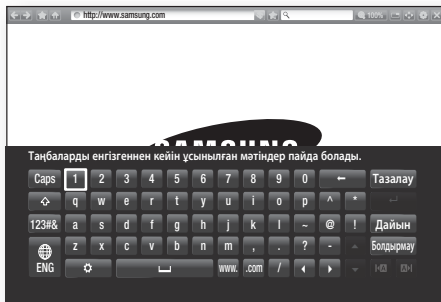 http://www.samsung.com 100%
SAMSUNG
Таңбаларды енгізгеннен кейін ұсынылған мәтіндер пайда болады.
Caps 1 2 3 4 5 6 7 8 9 0 ← Тазалау
q w e r t y u i o p ^ *
123#& a s d f g h j k l ~ @ ! Дайын
z x c v b n m , . ? - Болдырмау
ENG www. .com /